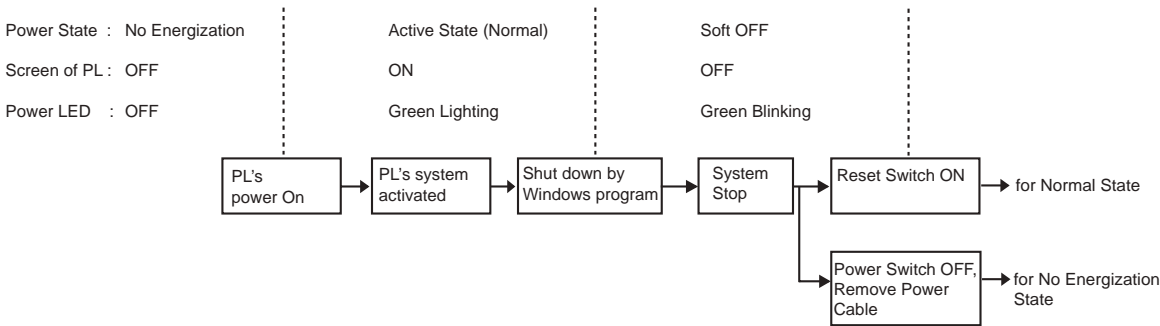 Power State : No Energization Active State (Normal) Soft OFF
Screen of PL : OFF ON OFF
Power LED : OFF Green Lighting Green Blinking
PL's
power On
PL's system
activated
Shut down by
Windows program
System
Stop
Reset Switch ON
for Normal State
Power Switch OFF,
Remove Power
Cable
for No Energization
State